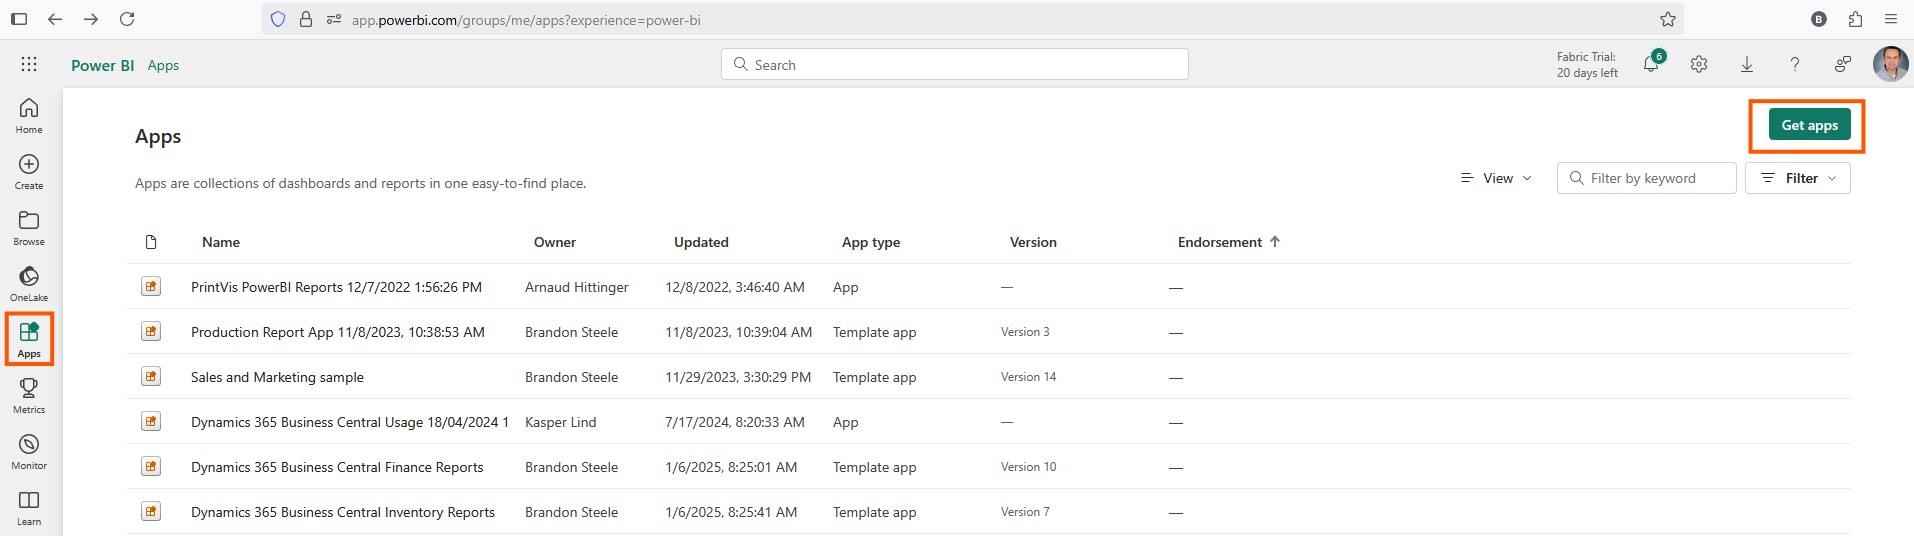 app.powerbi.com/groups/me/apps?experience=power-bi
B
Power BI Apps
Search
Fabric Trial:
20 days left
6
Home
Create
Browse
OneLake
Apps
Metrics
Monitor
Learn
Apps
Get apps
Apps are collections of dashboards and reports in one easy-to-find place.
View
Filter by keyword
Filter
Name Owner Updated App type Version Endorsement
PrintVis PowerBI Reports 12/7/2022 1:56:26 PM Arnaud Hittinger 12/8/2022, 3:46:40 AM App — —
Production Report App 11/8/2023, 10:38:53 AM Brandon Steele 11/8/2023, 10:39:04 AM Template app Version 3 —
Sales and Marketing sample Brandon Steele 11/29/2023, 3:30:29 PM Template app Version 14 —
Dynamics 365 Business Central Usage 18/04/2024 1 Kasper Lind 7/17/2024, 8:20:33 AM App — —
Dynamics 365 Business Central Finance Reports Brandon Steele 1/6/2025, 8:25:01 AM Template app Version 10 —
Dynamics 365 Business Central Inventory Reports Brandon Steele 1/6/2025, 8:25:41 AM Template app Version 7 —